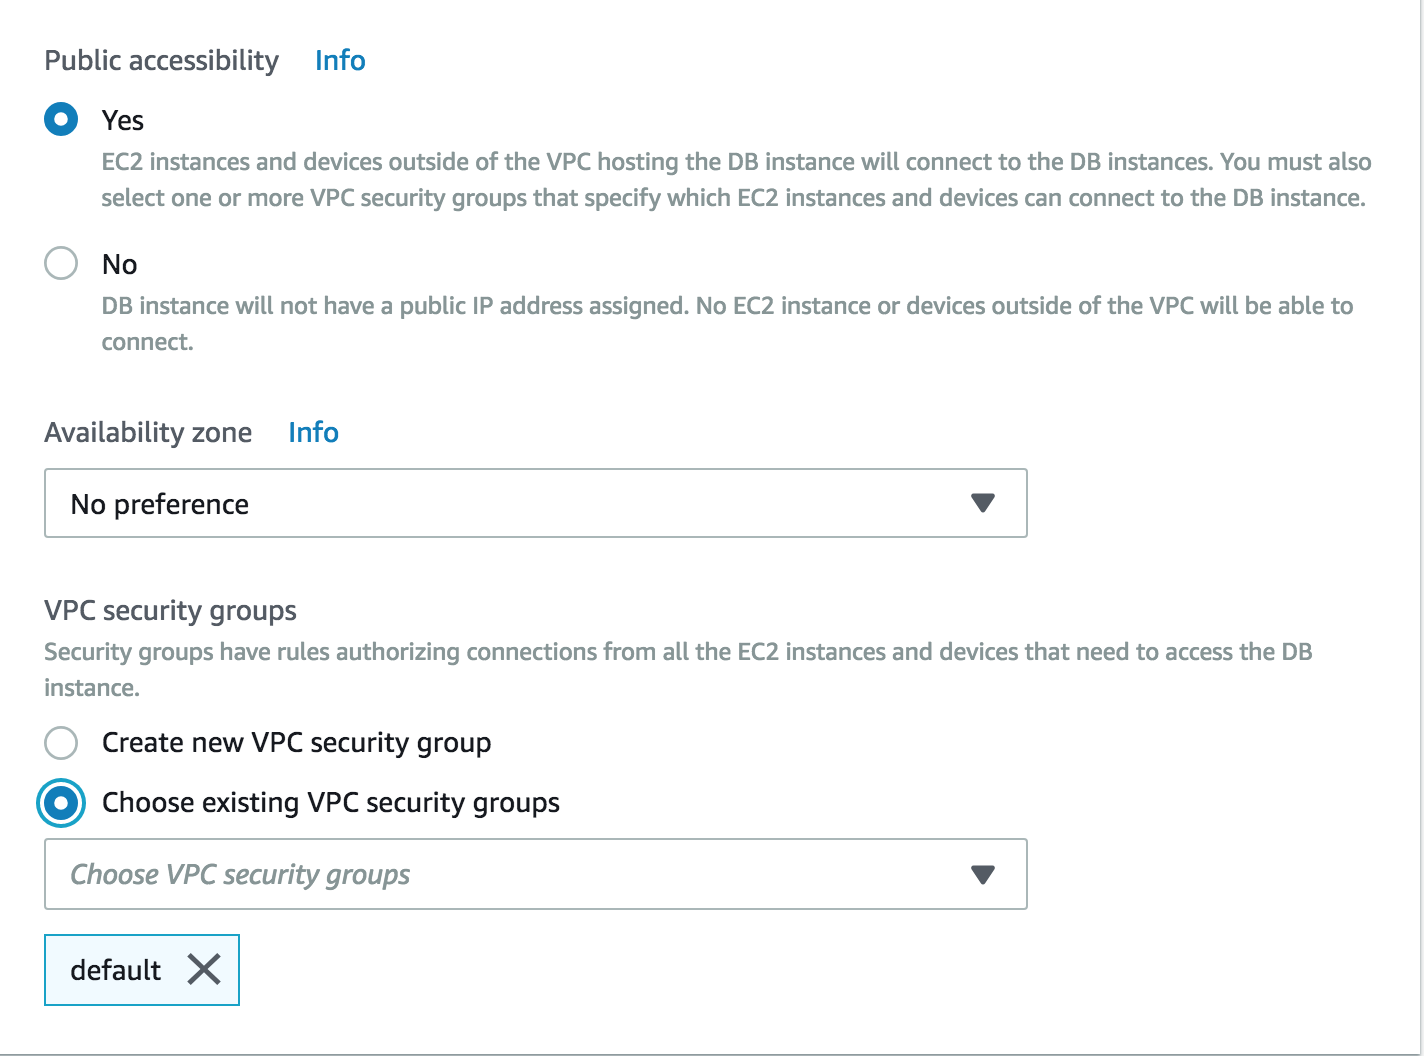 Public accessibility Info
Yes
EC2 instances and devices outside of the VPC hosting the DB instance will connect to the DB instances. You must also
select one or more VPC security groups that specify which EC2 instances and devices can connect to the DB instance.
No
DB instance will not have a public IP address assigned. No EC2 instance or devices outside of the VPC will be able to
connect.
Availability zone Info
No preference
VPC security groups
Security groups have rules authorizing connections from all the EC2 instances and devices that need to access the DB
instance.
Create new VPC security group
Choose existing VPC security groups
Choose VPC security groups
default